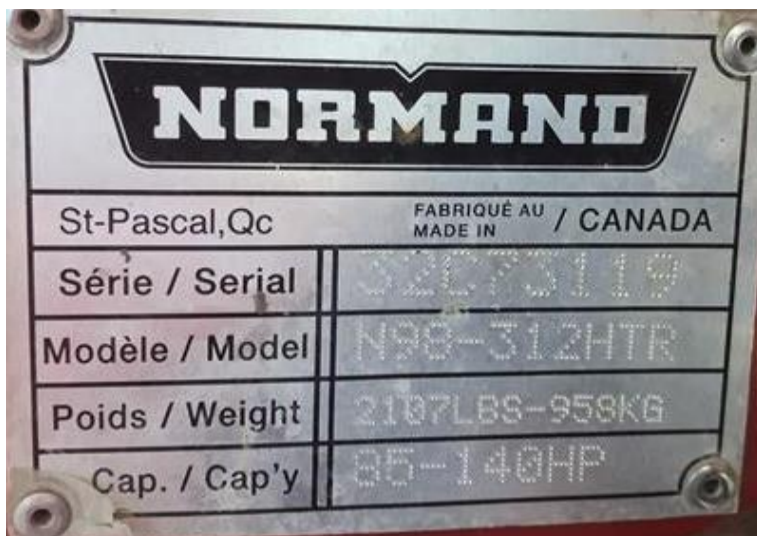 NORMAND
St-Pascal,Qc FABRIQUÉ AU / MADE IN / CANADA
Série / Serial 32C73119
Modèle / Model N98-312HTR
Poids / Weight 2107LBS-958KG
Cap. / Cap'y 85-140HP